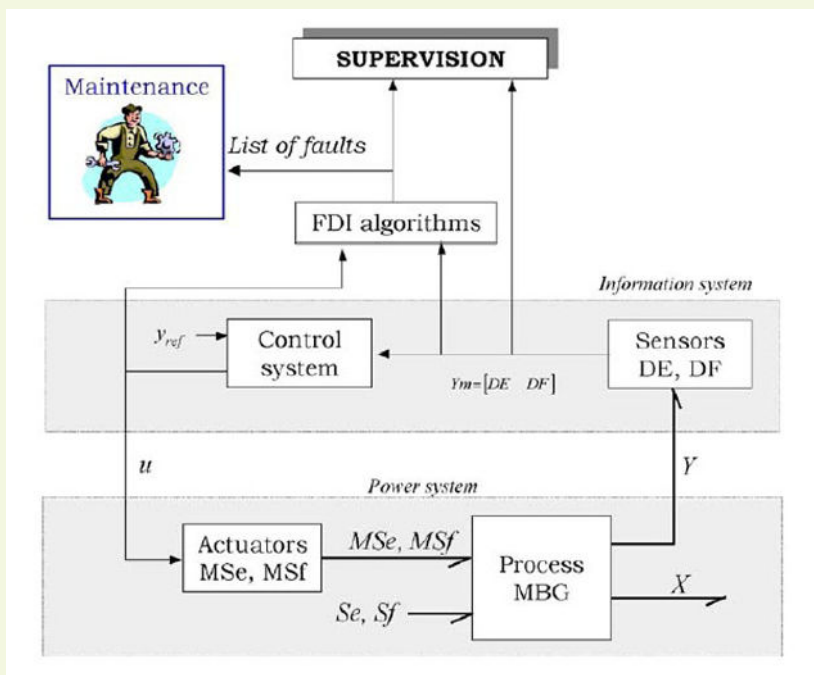 SUPERVISION
Maintenance
List of faults
FDI algorithms
Information system
y_ref
Control
system
Sensors
DE, DF
Ym=[DE DF]
u
Y
Power system
Actuators
MSe, MSf
MSe, MSf
Process
MBG
X
Se, Sf